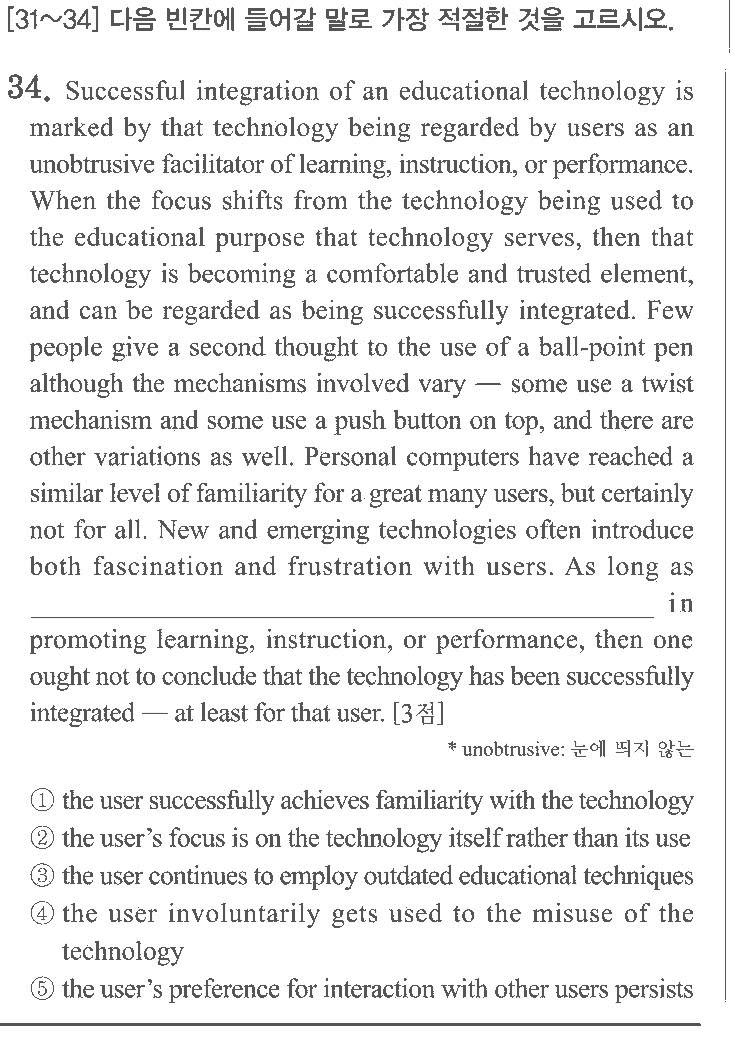 [31～34] 다음 빈칸에 들어갈 말로 가장 적절한 것을 고르시오.
34. Successful integration of an educational technology is
marked by that technology being regarded by users as an
unobtrusive facilitator of learning, instruction, or performance.
When the focus shifts from the technology being used to
the educational purpose that technology serves, then that
technology is becoming a comfortable and trusted element,
and can be regarded as being successfully integrated. Few
people give a second thought to the use of a ball-point pen
although the mechanisms involved vary — some use a twist
mechanism and some use a push button on top, and there are
other variations as well. Personal computers have reached a
similar level of familiarity for a great many users, but certainly
not for all. New and emerging technologies often introduce
both fascination and frustration with users. As long as
____________________ in
promoting learning, instruction, or performance, then one
ought not to conclude that the technology has been successfully
integrated — at least for that user. [3점]
* unobtrusive: 눈에 띄지 않는
① the user successfully achieves familiarity with the technology
② the user's focus is on the technology itself rather than its use
③ the user continues to employ outdated educational techniques
④ the user involuntarily gets used to the misuse of the
technology
⑤ the user's preference for interaction with other users persists